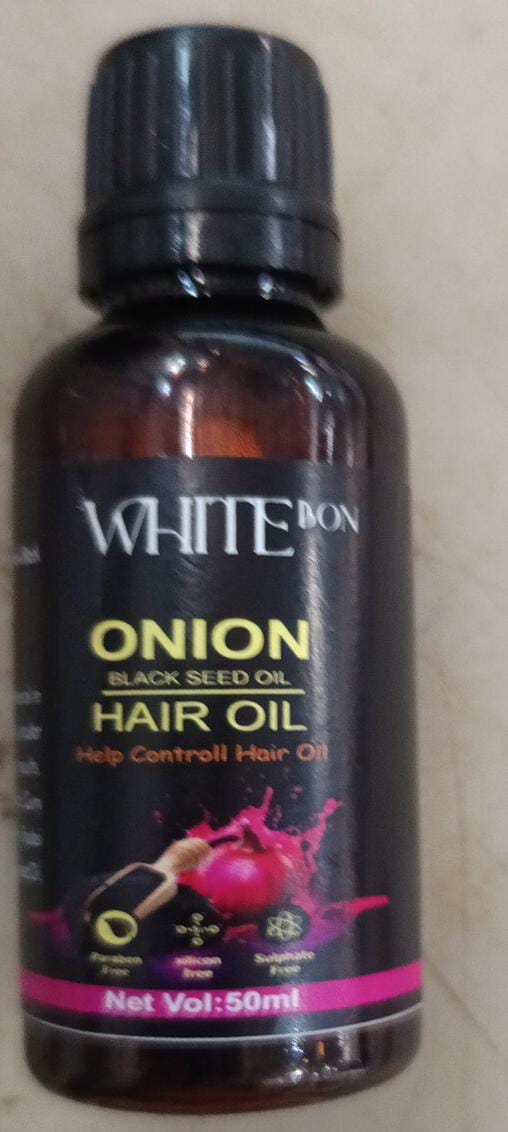 WHITE BON
ONION
BLACK SEED OIL
HAIR OIL
Help Controll Hair Oil
Paraben
Free
silicon
free
Sulphate
Free
Net Vol:50ml